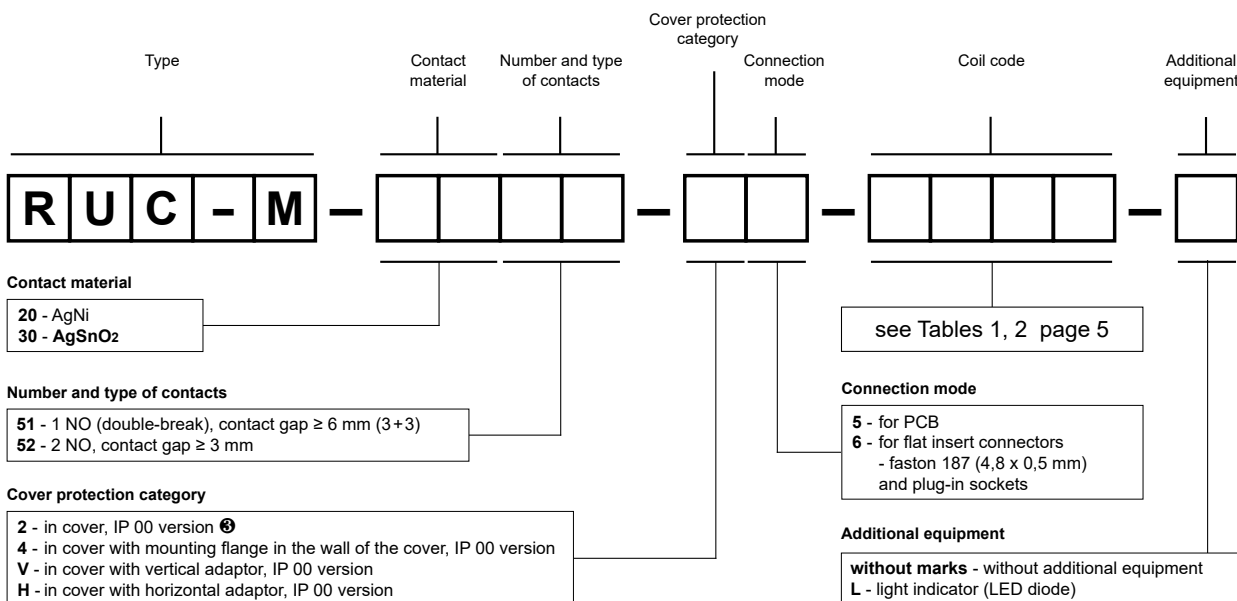 Cover protection
category
Type
Contact
material
Number and type
of contacts
Connection
mode
Coil code
Additional
equipment
R U C - M – – – –
Contact material
20 - AgNi
30 - AgSnO2
see Tables 1, 2 page 5
Number and type of contacts
51 - 1 NO (double-break), contact gap ≥ 6 mm (3+3)
52 - 2 NO, contact gap ≥ 3 mm
Connection mode
5 - for PCB
6 - for flat insert connectors
- faston 187 (4,8 x 0,5 mm)
and plug-in sockets
Cover protection category
2 - in cover, IP 00 version ❸
4 - in cover with mounting flange in the wall of the cover, IP 00 version
V - in cover with vertical adaptor, IP 00 version
H - in cover with horizontal adaptor, IP 00 version
Additional equipment
without marks - without additional equipment
L - light indicator (LED diode)